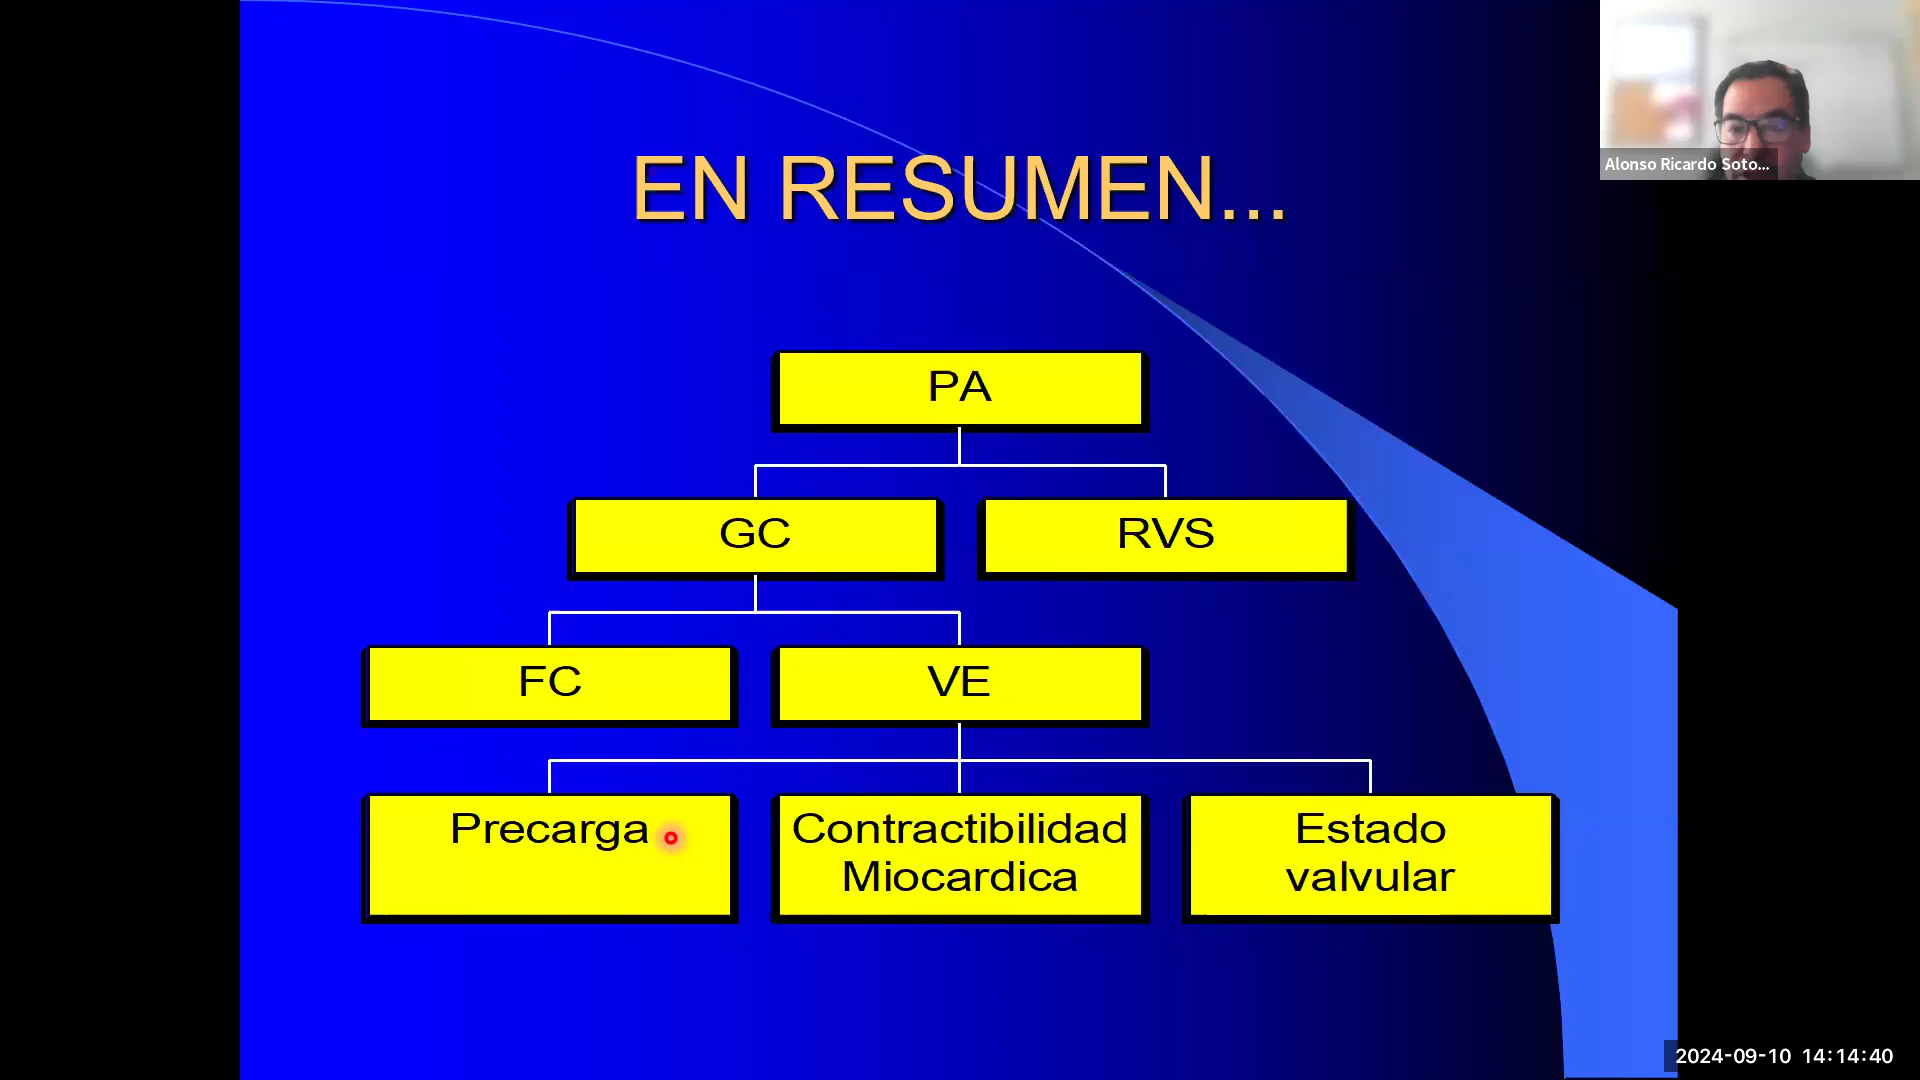 EN RESUMEN...
Alonso Ricardo Soto...
PA
GC
RVS
FC
VE
Precarga
Contractibilidad
Miocardica
Estado
valvular
2024-09-10 14:14:40